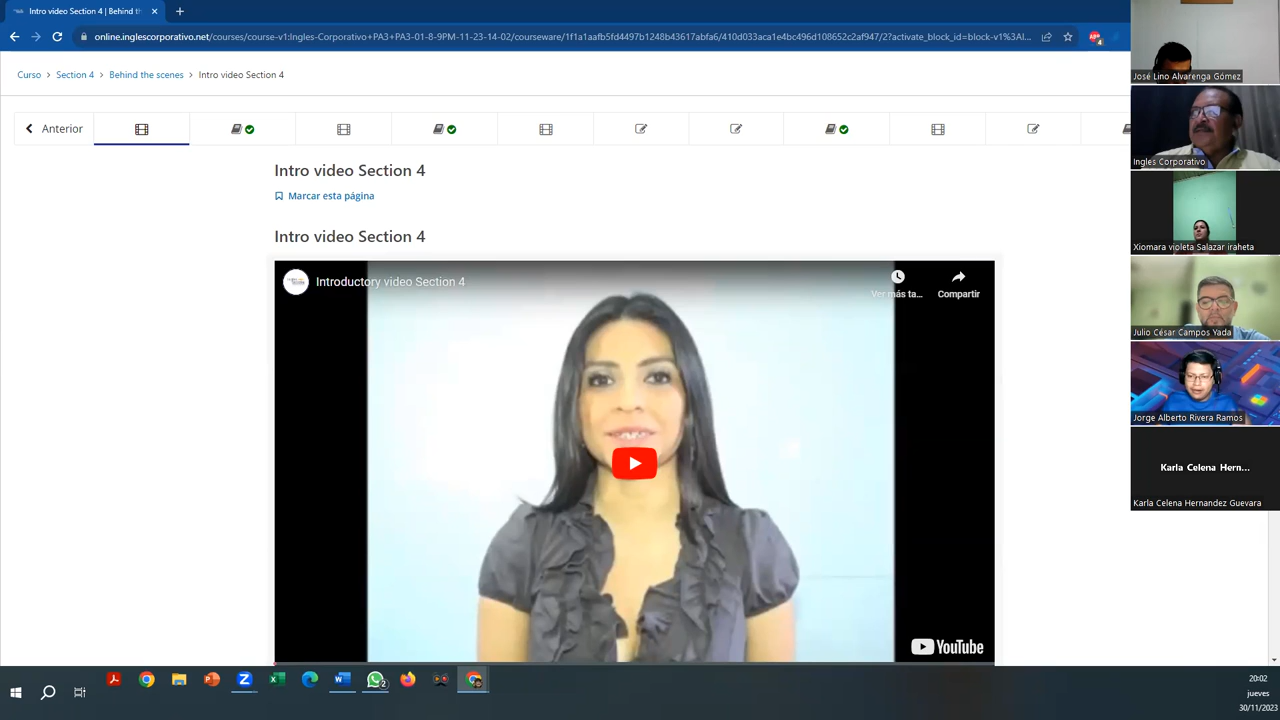 Intro video Section 4 | Behind th
online.inglescorporativo.net/courses/course-v1:Ingles-Corporativo+PA3+PA3-01-8-9PM-11-23-14-02/courseware/1f1a1aafb5fd4497b1248b43617abfa6/410d033aca1e4bc496d108652c2af947/2?activate_block_id=block-v1%3AI...
4
Curso > Section 4 > Behind the scenes > Intro video Section 4
Anterior
Intro video Section 4
Marcar esta página
Intro video Section 4
Introductory video Section 4
Ver más ta...
Compartir
YouTube
José Lino Alvarenga Gómez
Ingles Corporativo
Xiomara violeta Salazar iraheta
Julio César Campos Yada
Jorge Alberto Rivera Ramos
Karla Celena Hern...
Karla Celena Hernandez Guevara
2
20:02
jueves
30/11/2023